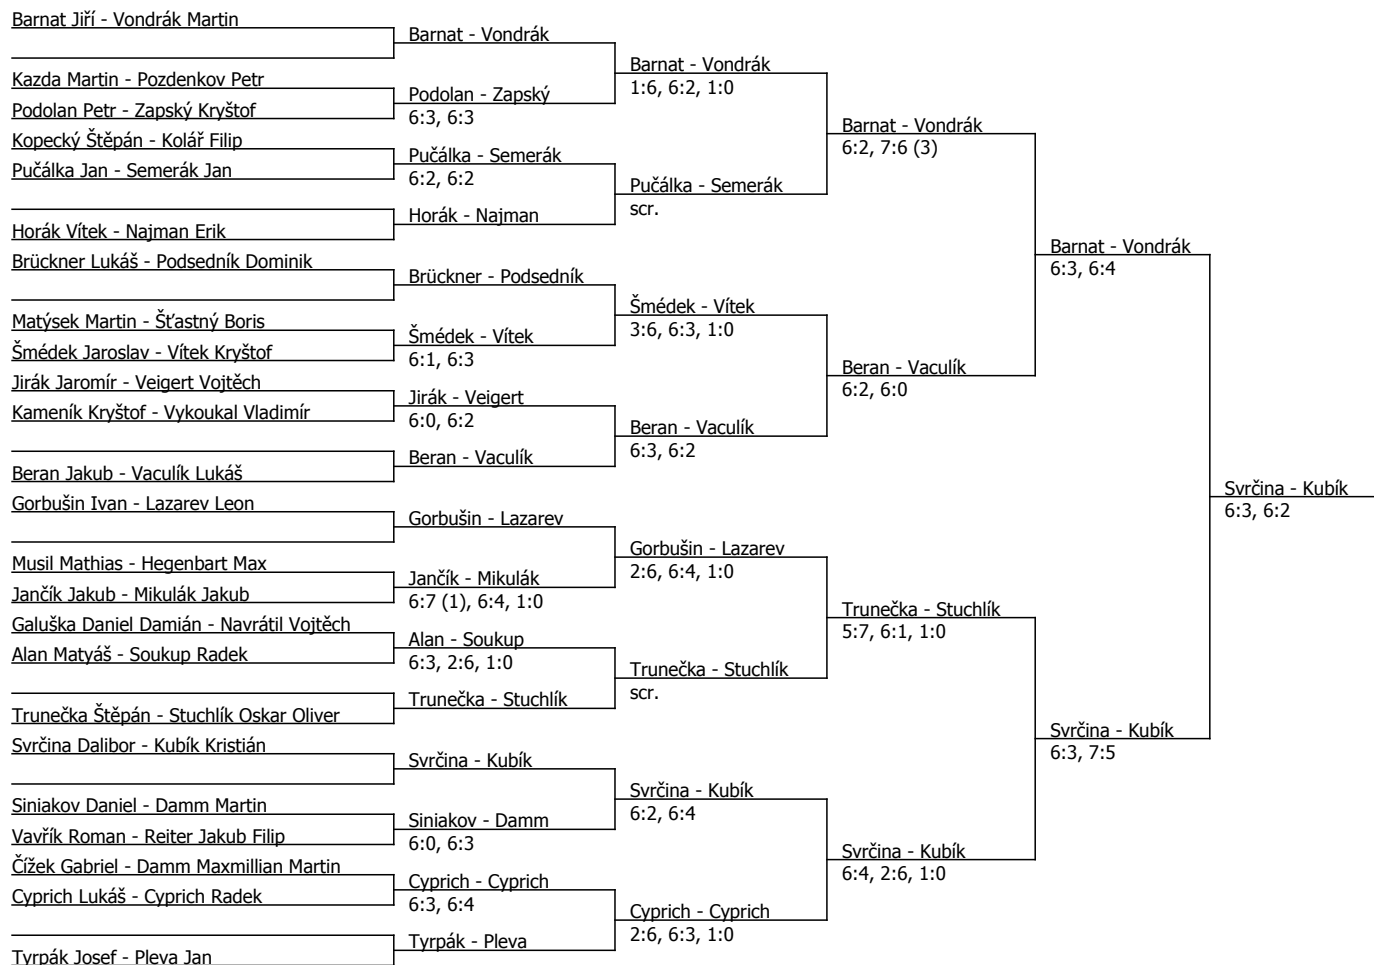 Barnat Jiří - Vondrák Martin
Kazda Martin - Pozdenkov Petr
Podolan Petr - Zapský Kryštof
Kopecký Štěpán - Kolář Filip
Pučálka Jan - Semerák Jan
Horák Vítek - Najman Erik
Brückner Lukáš - Podsedník Dominik
Matýsek Martin - Šťastný Boris
Šmédek Jaroslav - Vítek Kryštof
Jirák Jaromír - Veigert Vojtěch
Kameník Kryštof - Vykoukal Vladimír
Beran Jakub - Vaculík Lukáš
Gorbušin Ivan - Lazarev Leon
Musil Mathias - Hegenbart Max
Jančík Jakub - Mikulák Jakub
Galuška Daniel Damián - Navrátil Vojtěch
Alan Matyáš - Soukup Radek
Trunečka Štěpán - Stuchlík Oskar Oliver
Svrčina Dalibor - Kubík Kristián
Siniakov Daniel - Damm Martin
Vavřík Roman - Reiter Jakub Filip
Čížek Gabriel - Damm Maxmillian Martin
Cyprich Lukáš - Cyprich Radek
Tyrpák Josef - Pleva Jan
Barnat - Vondrák
Podolan - Zapský
6:3, 6:3
Pučálka - Semerák
6:2, 6:2
Horák - Najman
Brückner - Podsedník
Šmédek - Vítek
6:1, 6:3
Jirák - Veigert
6:0, 6:2
Beran - Vaculík
Gorbušin - Lazarev
Jančík - Mikulák
6:7 (1), 6:4, 1:0
Alan - Soukup
6:3, 2:6, 1:0
Trunečka - Stuchlík
Svrčina - Kubík
Siniakov - Damm
6:0, 6:3
Cyprich - Cyprich
6:3, 6:4
Tyrpák - Pleva
Barnat - Vondrák
1:6, 6:2, 1:0
Pučálka - Semerák
scr.
Šmédek - Vítek
3:6, 6:3, 1:0
Beran - Vaculík
6:3, 6:2
Gorbušin - Lazarev
2:6, 6:4, 1:0
Trunečka - Stuchlík
scr.
Svrčina - Kubík
6:2, 6:4
Cyprich - Cyprich
2:6, 6:3, 1:0
Barnat - Vondrák
6:2, 7:6 (3)
Beran - Vaculík
6:2, 6:0
Trunečka - Stuchlík
5:7, 6:1, 1:0
Svrčina - Kubík
6:4, 2:6, 1:0
Barnat - Vondrák
6:3, 6:4
Svrčina - Kubík
6:3, 7:5
Svrčina - Kubík
6:3, 6:2